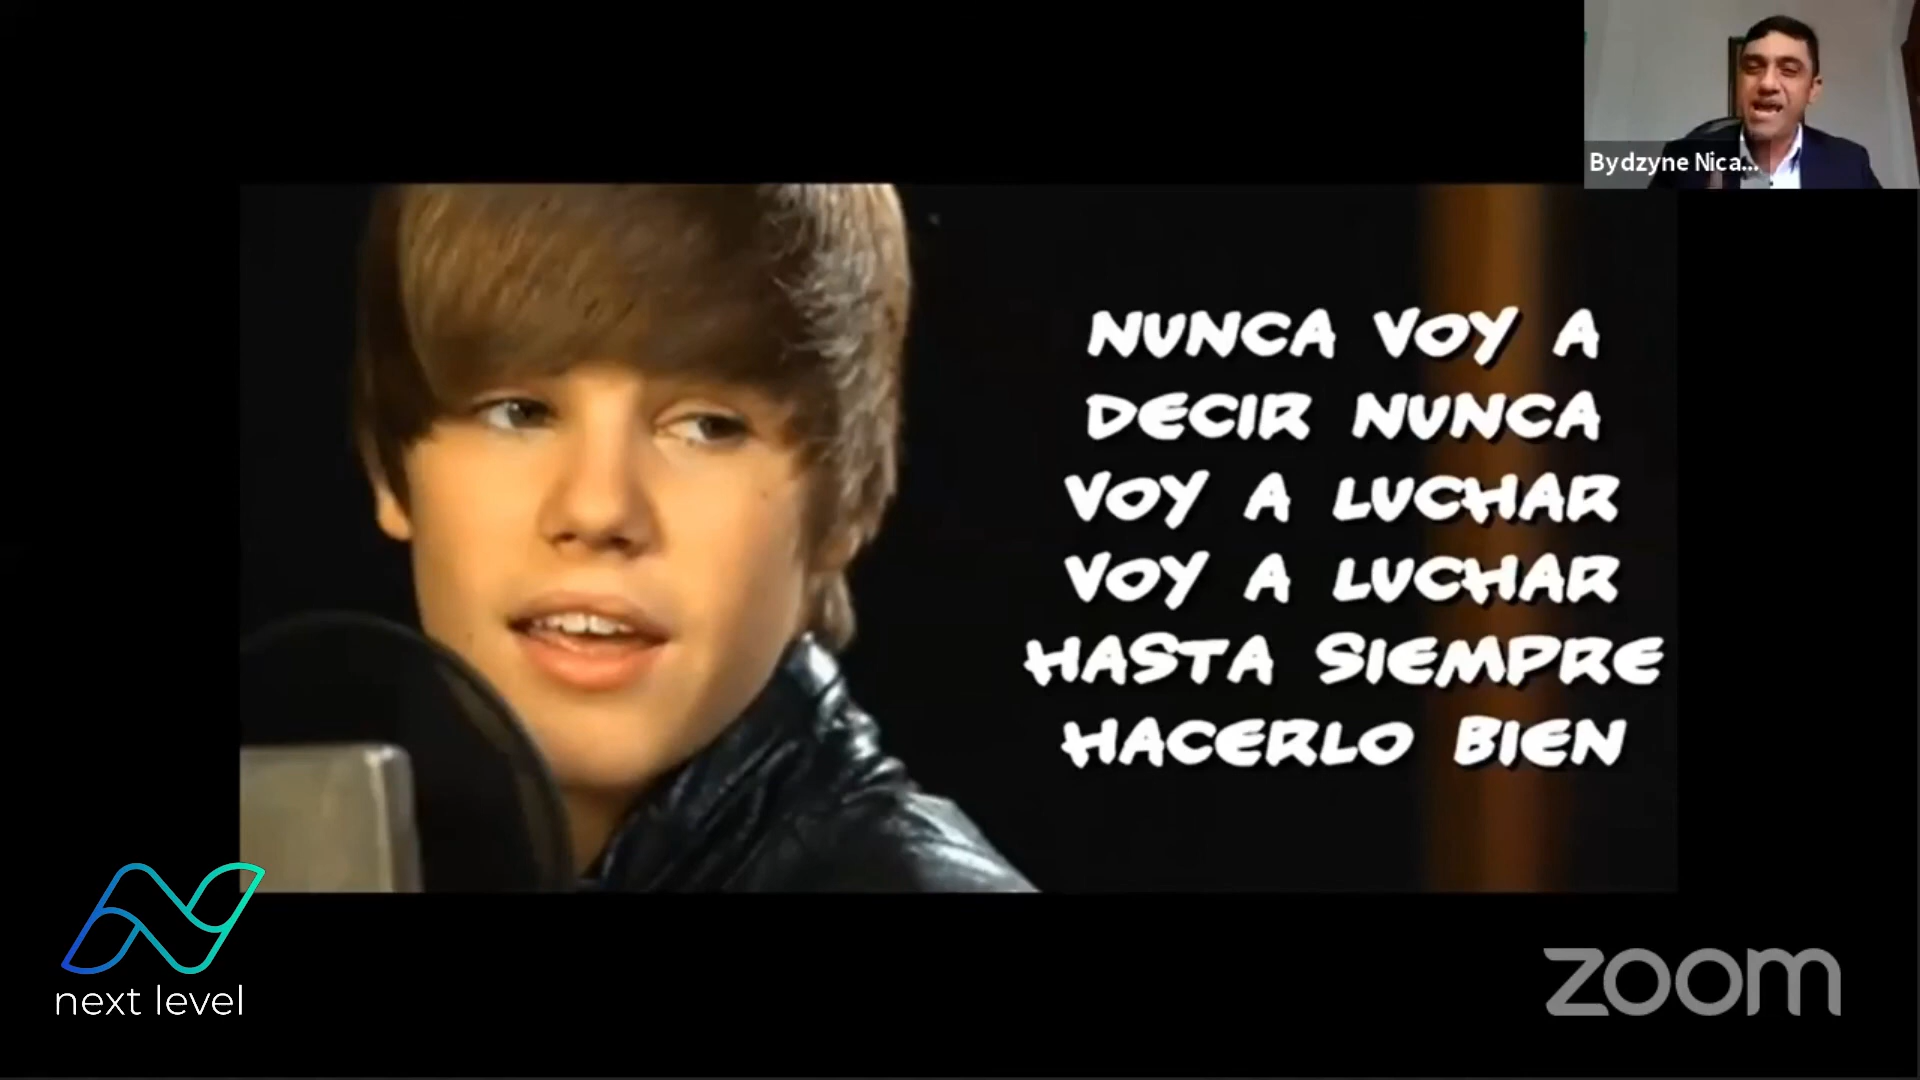 Bydzyne Nica...
NUNCA VOY A
DECIR NUNCA
VOY A LUCHAR
VOY A LUCHAR
HASTA SIEMPRE
HACERLO BIEN
next level
zoom